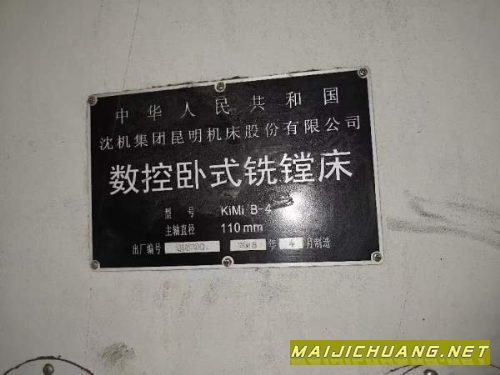 中华人民共和国
沈机集团昆明机床股份有限公司
数控卧式铣镗床
型号 KiMi B-4
主轴直径 110mm
出厂编号 年 4 月制造
MAIJICHUANG.NET